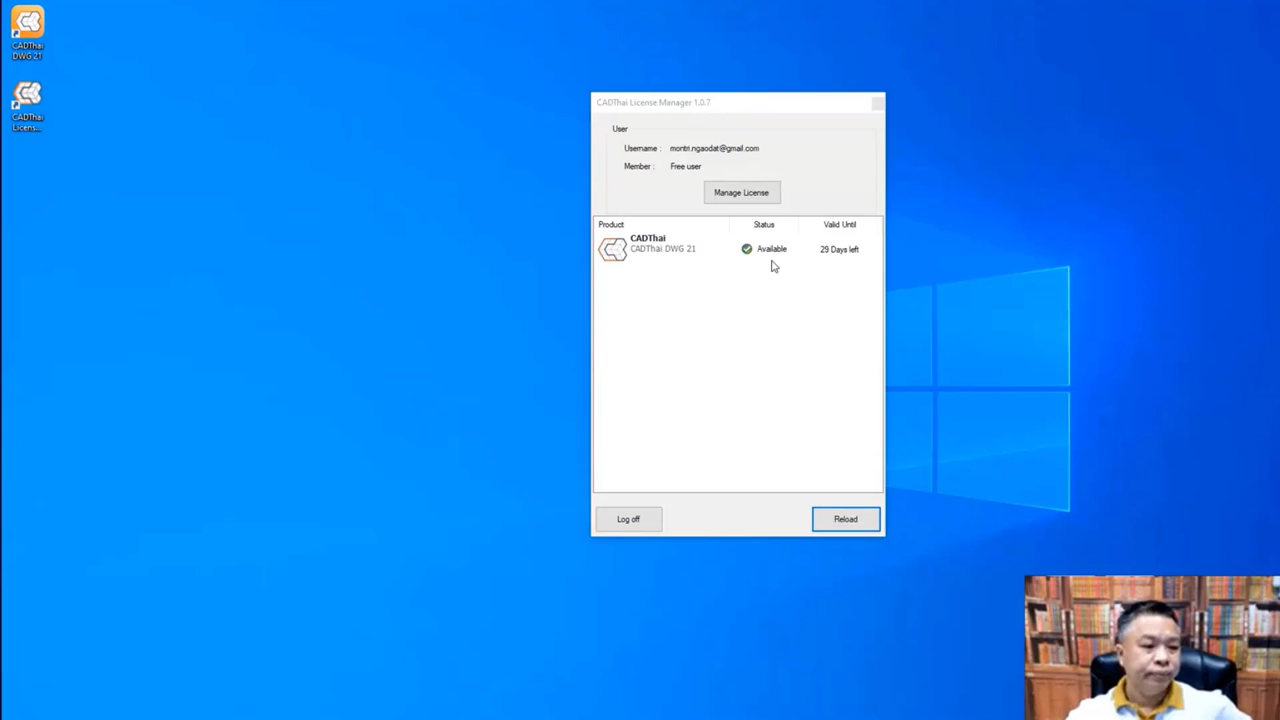 CADThai
DWG 21
CADThai
Licens...
CADThai License Manager 1.0.7
User
Username : montri.ngaodat@gmail.com
Member : Free user
Manage License
Product Status Valid Until
CADThai
CADThai DWG 21 Available 29 Days left
Log off Reload